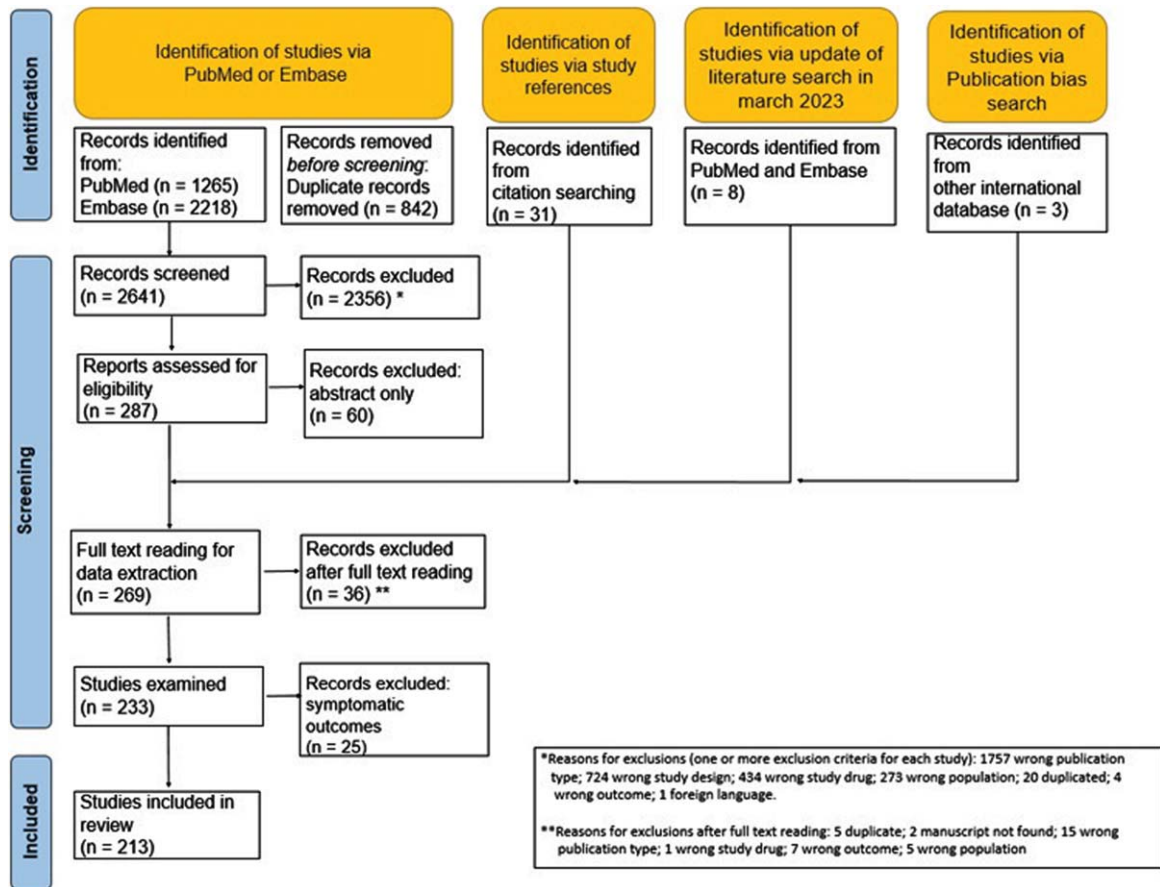 Identification
Identification of studies via
PubMed or Embase
Identification of
studies via study
references
Identification of
studies via update of
literature search in
march 2023
Identification of
studies via
Publication bias
search
Records identified
from:
PubMed (n = 1265)
Embase (n = 2218)
Records removed
before screening:
Duplicate records
removed (n = 842)
Records identified
from
citation searching
(n = 31)
Records identified from
PubMed and Embase
(n = 8)
Records identified
from
other international
database (n = 3)
Screening
Records screened
(n = 2641)
Records excluded
(n = 2356) *
Reports assessed for
eligibility
(n = 287)
Records excluded:
abstract only
(n = 60)
Full text reading for
data extraction
(n = 269)
Records excluded
after full text reading
(n = 36) **
Studies examined
(n = 233)
Records excluded:
symptomatic
outcomes
(n = 25)
Included
Studies included in
review
(n = 213)
*Reasons for exclusions (one or more exclusion criteria for each study): 1757 wrong publication
type; 724 wrong study design; 434 wrong study drug; 273 wrong population; 20 duplicated; 4
wrong outcome; 1 foreign language.
**Reasons for exclusions after full text reading: 5 duplicate; 2 manuscript not found; 15 wrong
publication type; 1 wrong study drug; 7 wrong outcome; 5 wrong population